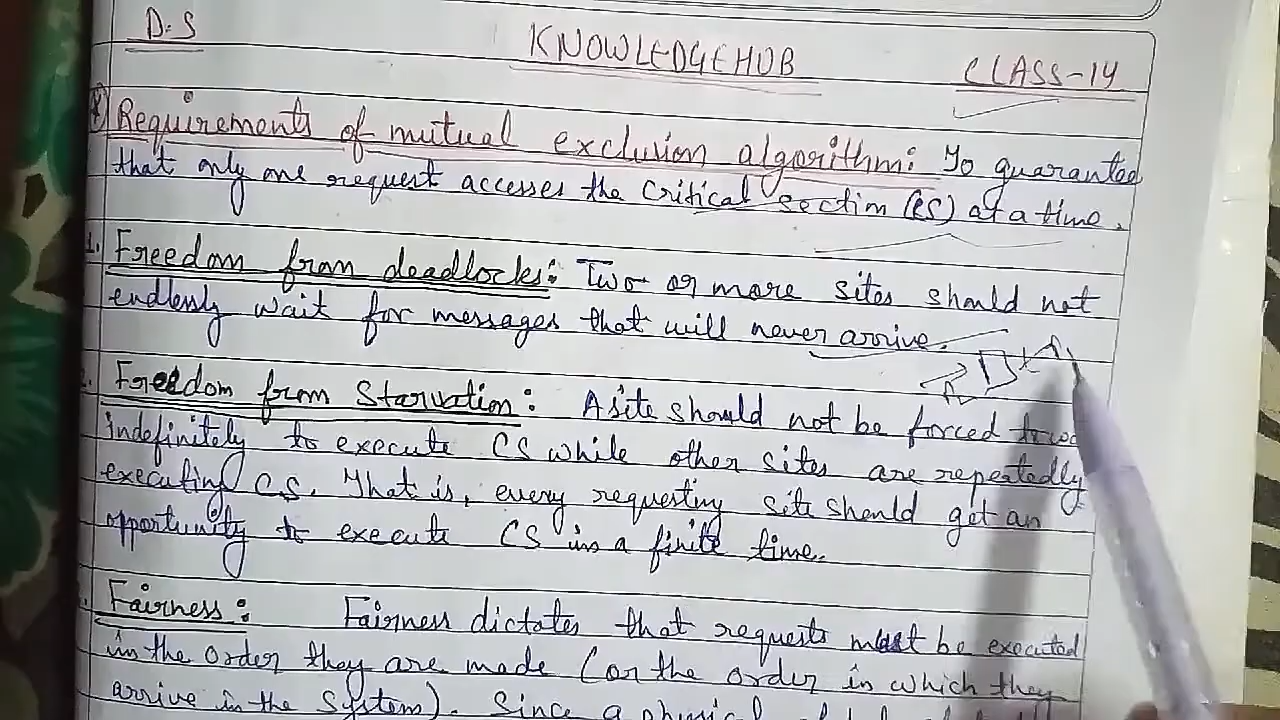 D.S
KNOWLEDGEHUB
CLASS-14
Requirements of mutual exclusion algorithm: To guaranted
that only one request accesses the Critical section (CS) at a time.
1. Freedom from deadlocks: Two or more sites should not
endlessly wait for messages that will never arrive.
2. Freedom from Starvation: A site should not be forced to
indefinitely to execute CS while other sites are repeatedly
executing C.S. That is, every requesting site should get an
opportunity to execute CS in a finite time.
Fairness: Fairness dictates that requests must be executed
in the order they are made (or the order in which they
arrive in the System). Since a physical